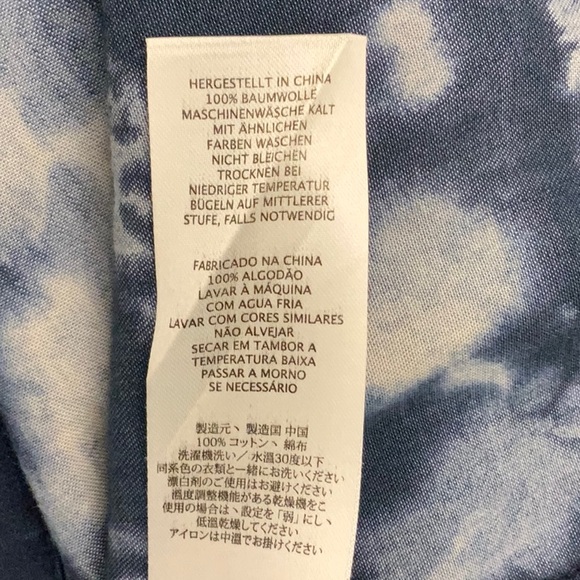 HERGESTELLT IN CHINA
100% BAUMWOLLE
MASCHINENWÄSCHE KALT
MIT ÄHNLICHEN
FARBEN WASCHEN
NICHT BLEICHEN
TROCKNEN BEI
NIEDRIGER TEMPERATUR
BÜGELN AUF MITTLERER
STUFE, FALLS NOTWENDIG
FABRICADO NA CHINA
100% ALGODÃO
LAVAR À MÁQUINA
COM AGUA FRIA
LAVAR COM CORES SIMILARES
NÃO ALVEJAR
SECAR EM TAMBOR A
TEMPERATURA BAIXA
PASSAR A MORNO
SE NECESSÁRIO
製造元、製造国 中国
100% コットン、綿布
洗濯機洗い／水温30度以下
同系色の衣類と一緒にお洗いください
漂白剤のご使用はお避けください
温度調整機能がある乾燥機をご
使用の場合は、設定を「弱」にし、
低温乾燥してください
アイロンは中温でお掛けください